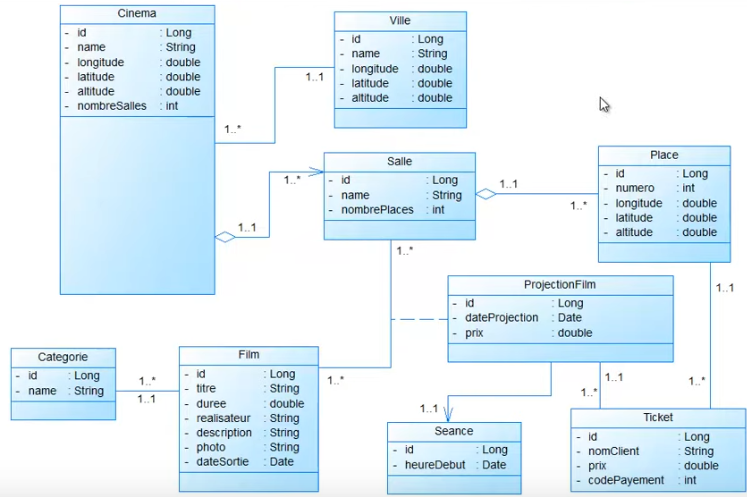 Cinema
- id : Long
- name : String
- longitude : double
- latitude : double
- altitude : double
- nombreSalles : int
Ville
- id : Long
- name : String
- longitude : double
- latitude : double
- altitude : double
1..1
1..*
Salle
- id : Long
- name : String
- nombrePlaces : int
1..*
1..1
1..1
1..*
Place
- id : Long
- numero : int
- longitude : double
- latitude : double
- altitude : double
1..*
1..1
ProjectionFilm
- id : Long
- dateProjection : Date
- prix : double
Categorie
- id : Long
- name : String
1..*
1..1
Film
- id : Long
- titre : String
- duree : double
- realisateur : String
- description : String
- photo : String
- dateSortie : Date
1..*
1..1
1..1
1..*
1..*
Seance
- id : Long
- heureDebut : Date
Ticket
- id : Long
- nomClient : String
- prix : double
- codePayement : int